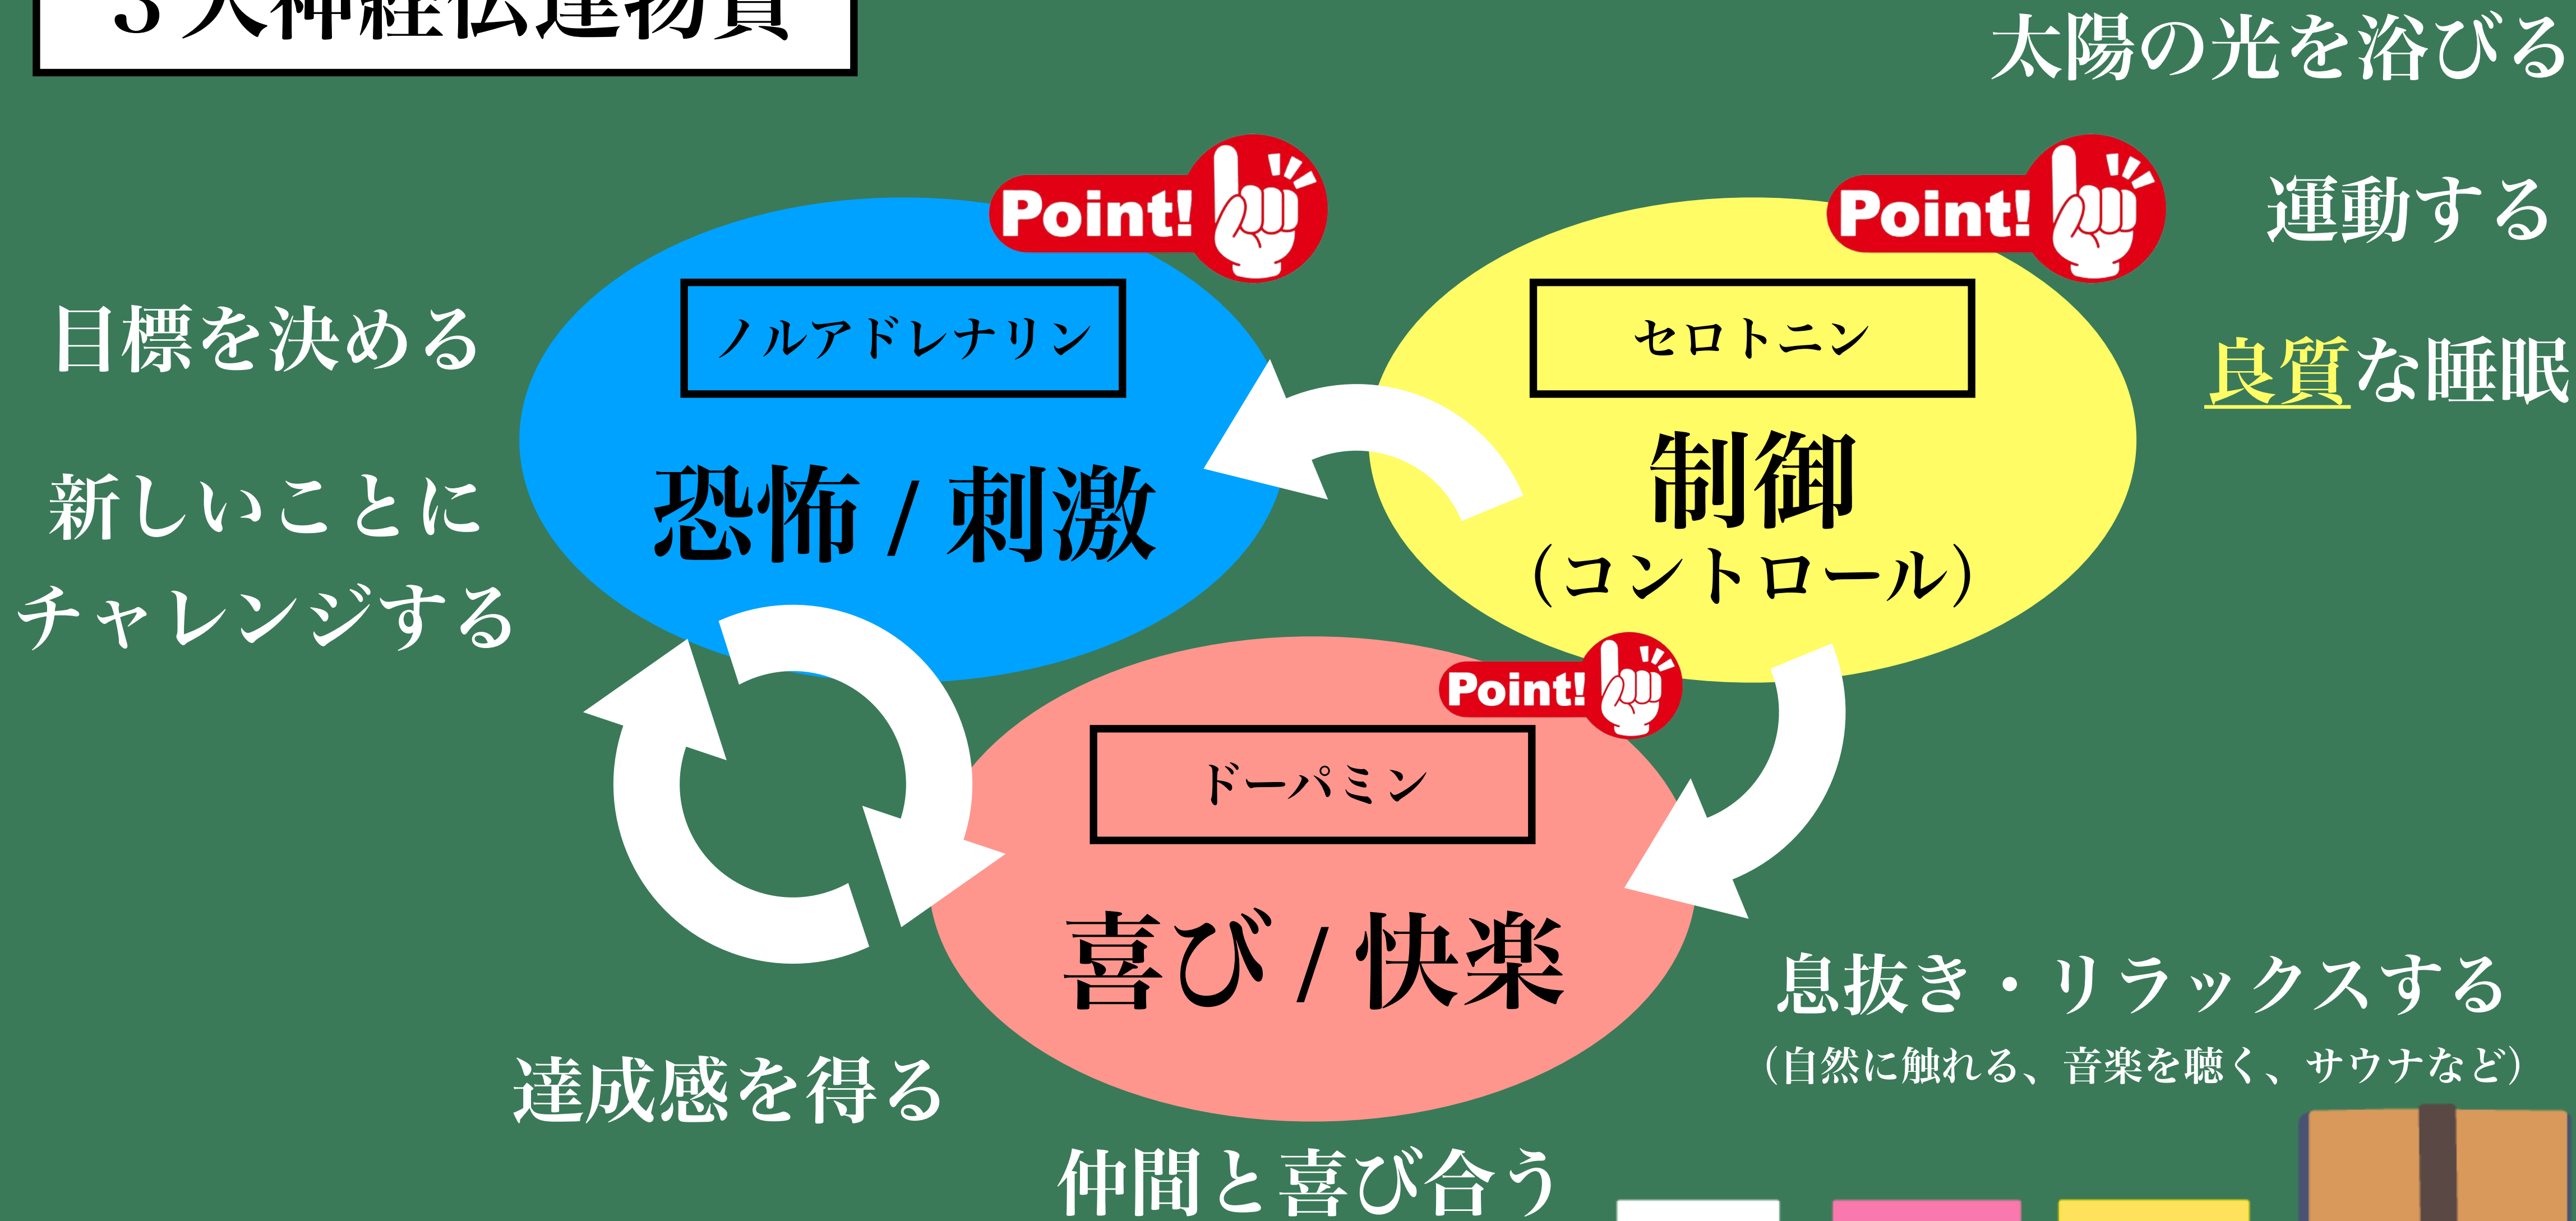 3大神経伝達物質
太陽の光を浴びる
Point!
Point!
運動する
目標を決める
ノルアドレナリン
セロトニン
良質な睡眠
恐怖 / 刺激
制御
（コントロール）
新しいことに
チャレンジする
Point!
ドーパミン
喜び / 快楽
息抜き・リラックスする
（自然に触れる、音楽を聴く、サウナなど）
達成感を得る
仲間と喜び合う